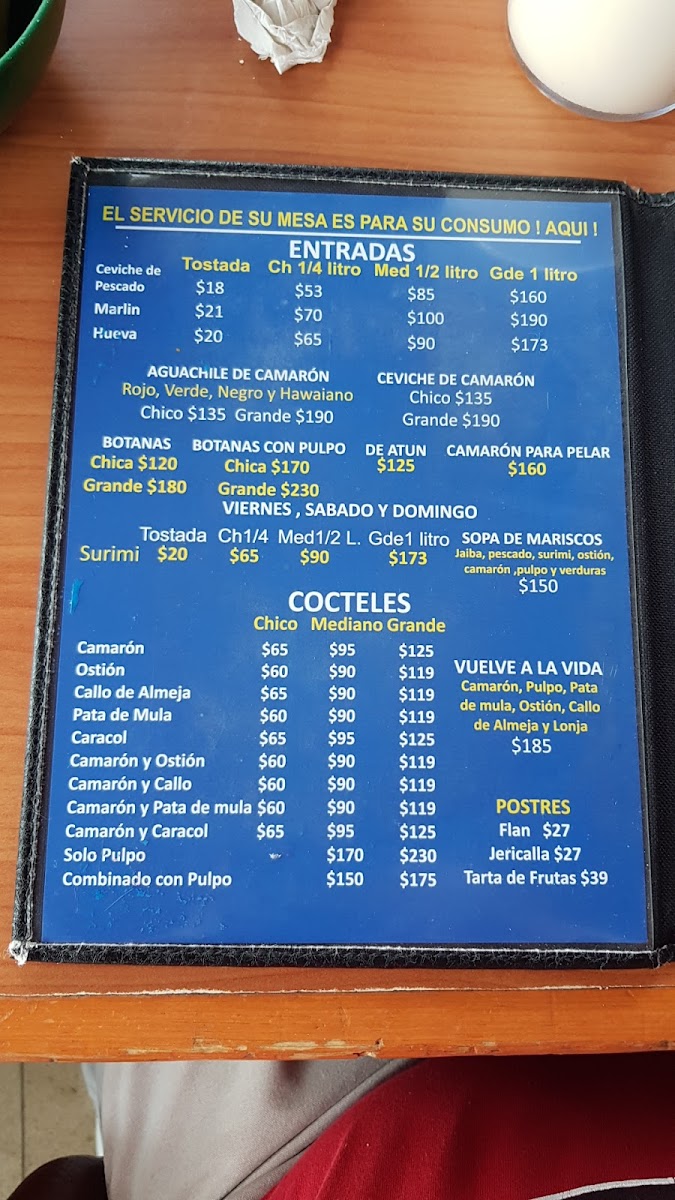 EL SERVICIO DE SU MESA ES PARA SU CONSUMO ! AQUI !
ENTRADAS
Tostada Ch 1/4 litro Med 1/2 litro Gde 1 litro
Ceviche de Pescado $18 $53 $85 $160
Marlin $21 $70 $100 $190
Hueva $20 $65 $90 $173
AGUACHILE DE CAMARÓN
Rojo, Verde, Negro y Hawaiano
Chico $135 Grande $190
CEVICHE DE CAMARÓN
Chico $135
Grande $190
BOTANAS
Chica $120
Grande $180
BOTANAS CON PULPO
Chica $170
Grande $230
DE ATUN
$125
CAMARÓN PARA PELAR
$160
VIERNES , SABADO Y DOMINGO
Tostada Ch1/4 Med1/2 L. Gde1 litro
Surimi $20 $65 $90 $173
SOPA DE MARISCOS
Jaiba, pescado, surimi, ostión,
camarón ,pulpo y verduras
$150
COCTELES
Chico Mediano Grande
Camarón $65 $95 $125
Ostión $60 $90 $119
Callo de Almeja $65 $90 $119
Pata de Mula $60 $90 $119
Caracol $65 $95 $125
Camarón y Ostión $60 $90 $119
Camarón y Callo $60 $90 $119
Camarón y Pata de mula $60 $90 $119
Camarón y Caracol $65 $95 $125
Solo Pulpo $170 $230
Combinado con Pulpo $150 $175
VUELVE A LA VIDA
Camarón, Pulpo, Pata
de mula, Ostión, Callo
de Almeja y Lonja
$185
POSTRES
Flan $27
Jericalla $27
Tarta de Frutas $39